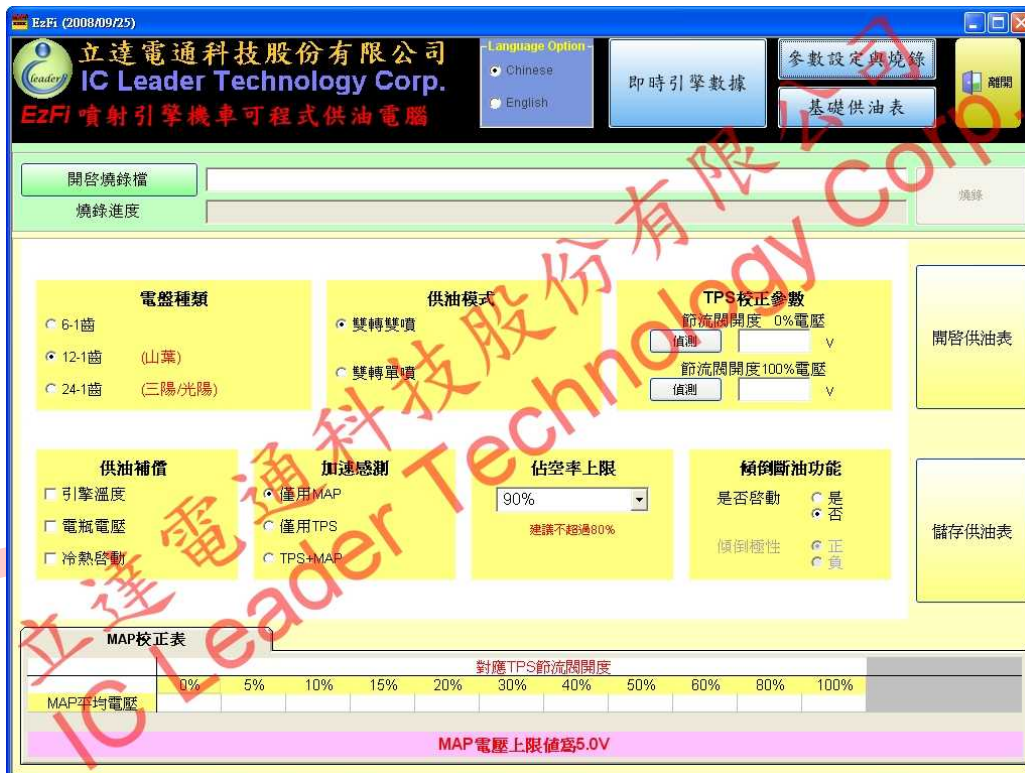 EzFi (2008/09/25)
立達電通科技股份有限公司
IC Leader Technology Corp.
EzFi 噴射引擎機車可程式供油電腦
Leader
Language Option
Chinese
English
即時引擎數據
參數設定與燒錄
基礎供油表
離開
開啓燒錄檔
燒錄進度
燒錄
電盤種類
6-1齒
12-1齒 (山葉)
24-1齒 (三陽/光陽)
供油模式
雙轉雙噴
雙轉單噴
TPS校正參數
節流閥開度 0%電壓
偵測 V
節流閥開度100%電壓
偵測 V
開啓供油表
供油補償
引擎溫度
電瓶電壓
冷熱啓動
加速感測
僅用MAP
僅用TPS
TPS+MAP
佔空率上限
90%
建議不超過80%
傾倒斷油功能
是否啓動 是
否
傾倒極性 正
負
儲存供油表
MAP校正表
對應TPS節流閥開度
0% 5% 10% 15% 20% 30% 40% 50% 60% 80% 100%
MAP平均電壓
MAP電壓上限值為5.0V
立達電通科技股份有限公司
IC Leader Technology Corp.